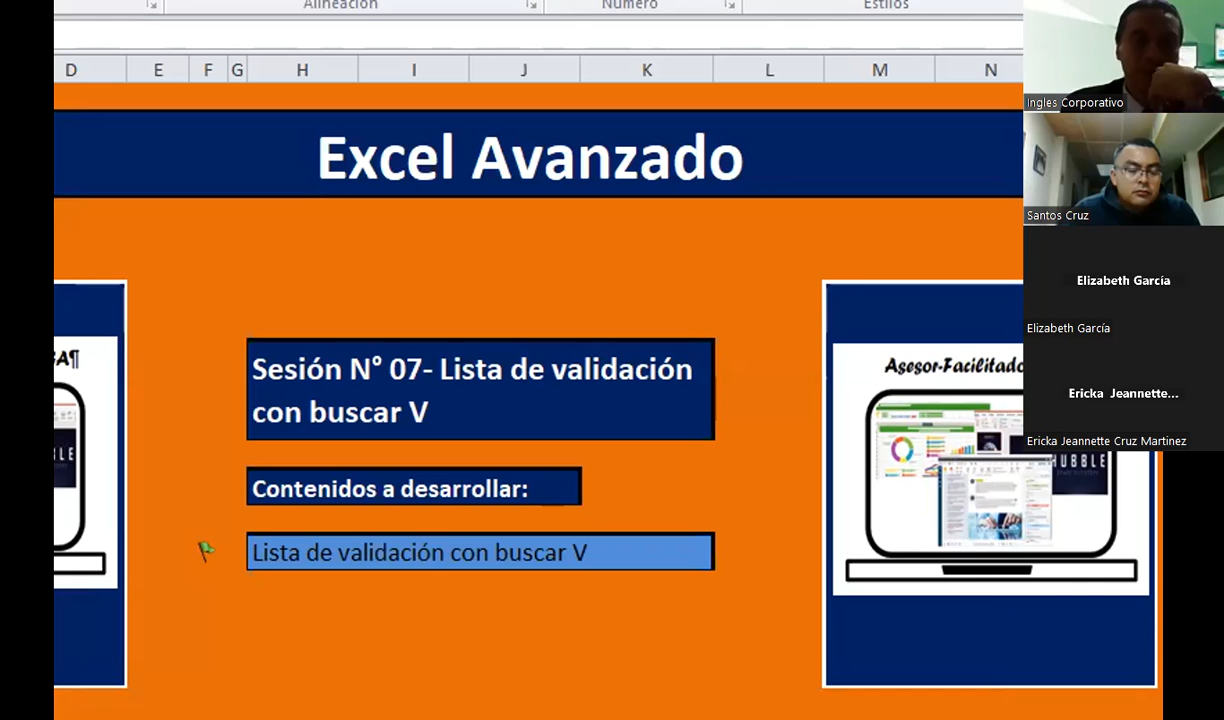 Alineación
Número
Estilos
D E F G H I J K L M N
Excel Avanzado
Sesión N° 07- Lista de validación
con buscar V
Contenidos a desarrollar:
Lista de validación con buscar V
Asesor-Facilitado
HUBBLE
Ingles Corporativo
Santos Cruz
Elizabeth García
Elizabeth García
Ericka Jeannette...
Ericka Jeannette Cruz Martinez